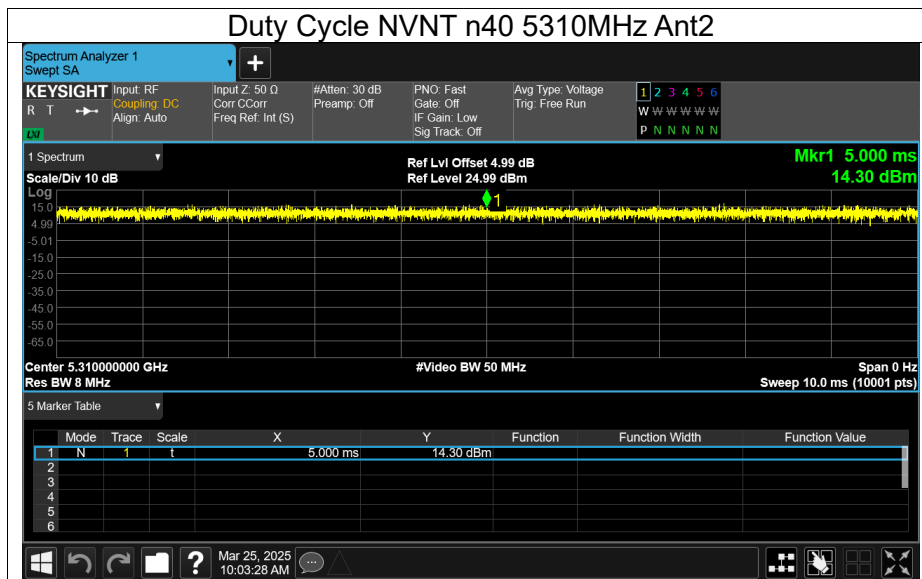 Duty Cycle NVNT n40 5310MHz Ant2
Spectrum Analyzer 1
Swept SA
+
KEYSIGHT Input: RF Input Z: 50 Ω #Atten: 30 dB PNO: Fast Avg Type: Voltage 1 2 3 4 5 6
R T Coupling: DC Corr CCorr Preamp: Off Gate: Off Trig: Free Run W W W W W W
Align: Auto Freq Ref: Int (S) IF Gain: Low
LXI Sig Track: Off P N N N N N
1 Spectrum Ref Lvl Offset 4.99 dB Mkr1 5.000 ms
Scale/Div 10 dB Ref Level 24.99 dBm 14.30 dBm
Log
1
15.0
4.99
-5.01
-15.0
-25.0
-35.0
-45.0
-55.0
-65.0
Center 5.310000000 GHz #Video BW 50 MHz Span 0 Hz
Res BW 8 MHz Sweep 10.0 ms (10001 pts)
5 Marker Table
Mode Trace Scale X Y Function Function Width Function Value
1 N 1 t 5.000 ms 14.30 dBm
2
3
4
5
6
? Mar 25, 2025
10:03:28 AM